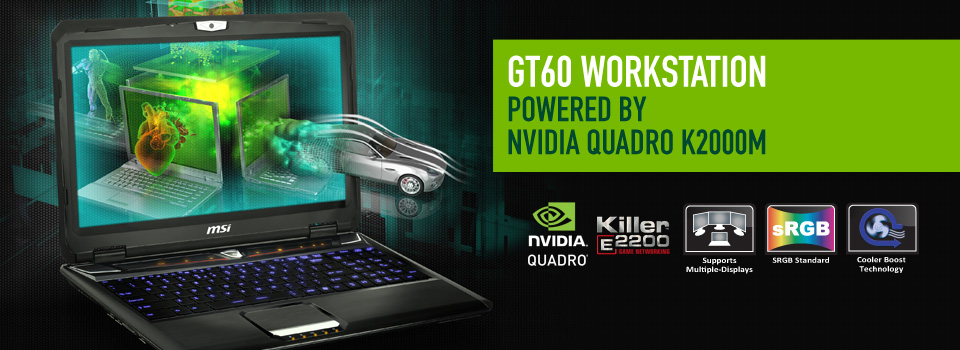 GT60 WORKSTATION
POWERED BY
NVIDIA QUADRO K2000M
msi
NVIDIA.
QUADRO®
Killer
E2200
GAME NETWORKING
Supports
Multiple-Displays
sRGB
SRGB Standard
Cooler Boost
Technology